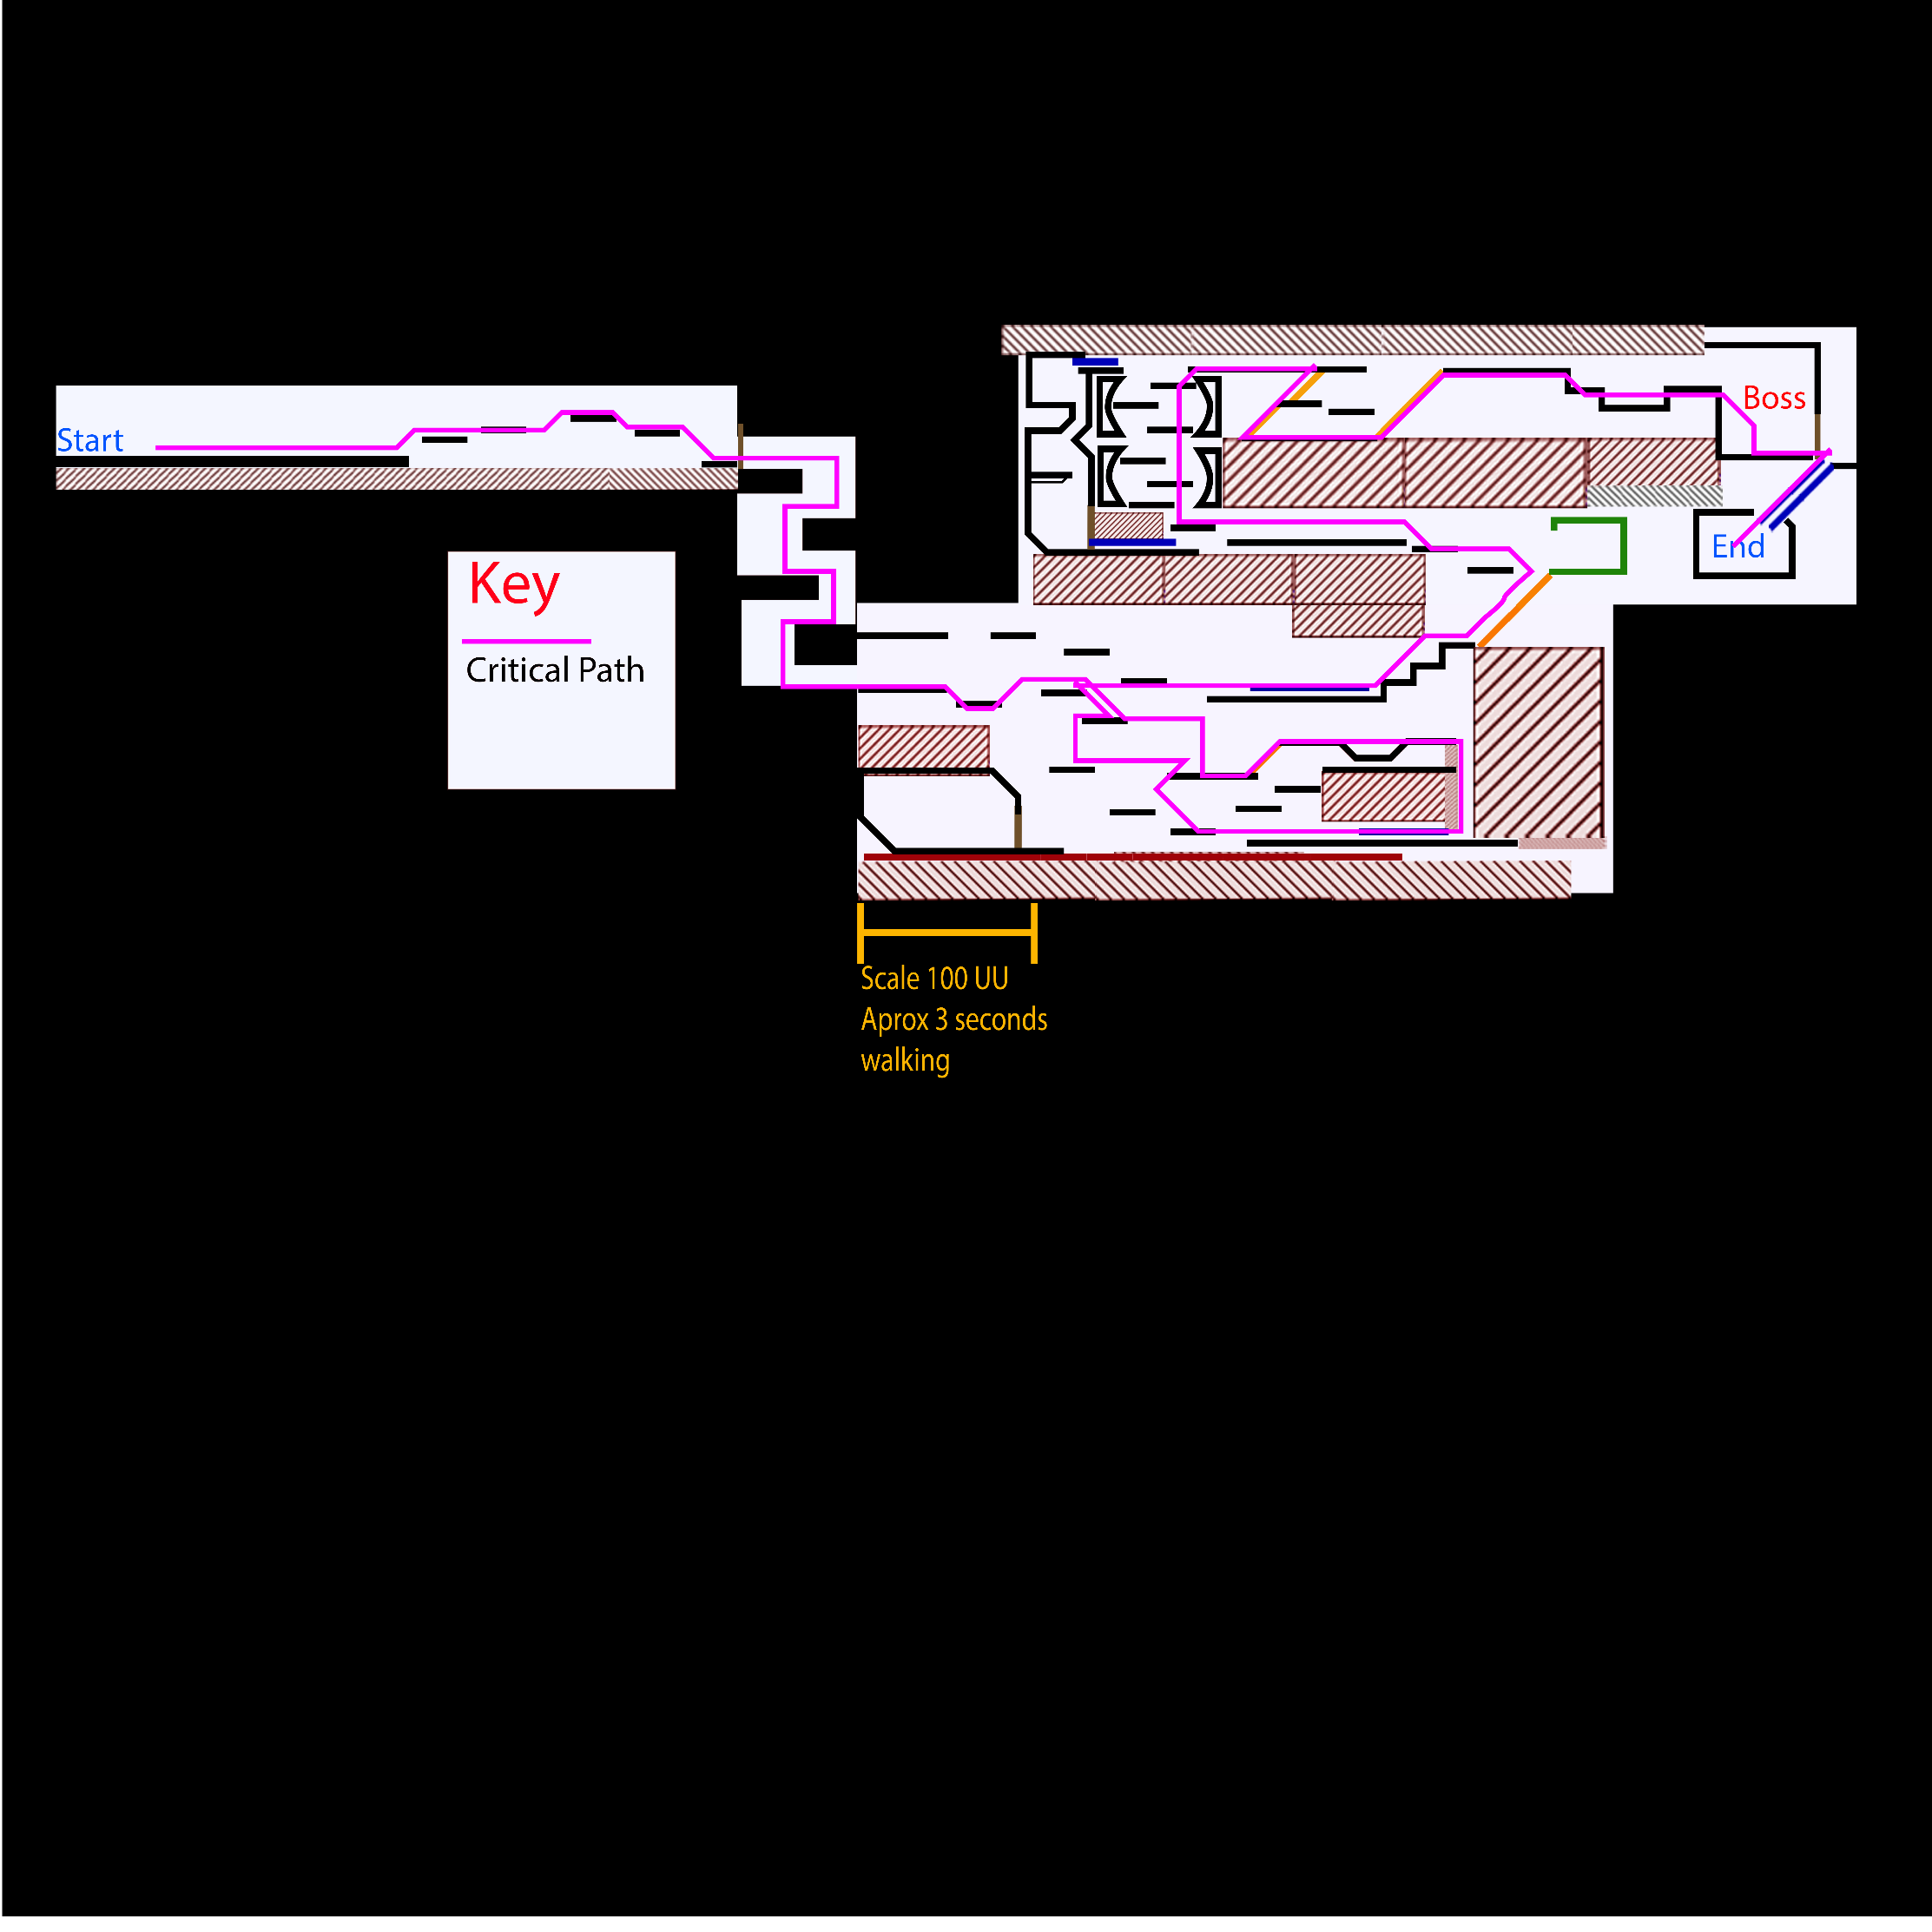 Start
Boss
End
Key
Critical Path
Scale 100 UU
Aprox 3 seconds
walking